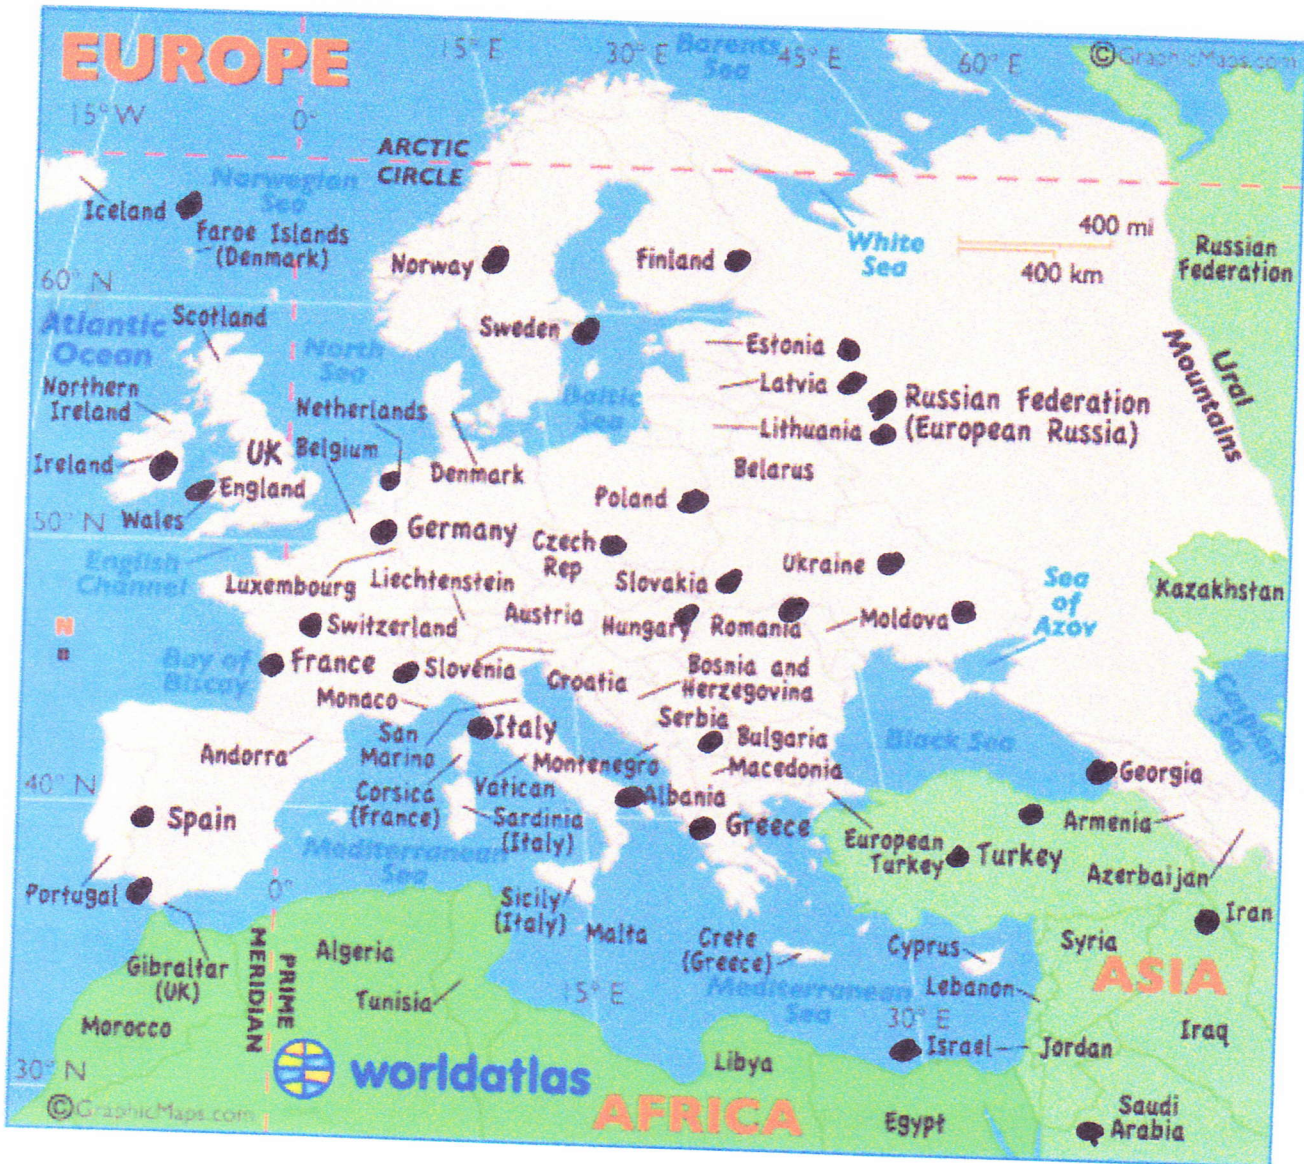 EUROPE
15° W
0°
15° E
30° E
Barents
Sea
45° E
60° E
©GraphicMaps.com
ARCTIC
CIRCLE
Norwegian
Sea
Iceland
Faroe Islands
(Denmark)
Norway
Finland
White
Sea
400 mi
400 km
Russian
Federation
60° N
Atlantic
Ocean
Scotland
North
Sea
Sweden
Baltic
Sea
Estonia
Latvia
Lithuania
Russian Federation
(European Russia)
Ural
Mountains
Northern
Ireland
Netherlands
Ireland
UK
Belgium
England
Wales
Denmark
Belarus
Poland
50° N
English
Channel
Germany
Czech
Rep
Luxembourg
Liechtenstein
Slovakia
Ukraine
Kazakhstan
Sea
of
Azov
Austria
Hungary
Romania
Moldova
N
Switzerland
Bay of
Biscay
France
Slovenia
Croatia
Bosnia and
Herzegovina
Caspian
Sea
Monaco
San
Marino
Italy
Serbia
Bulgaria
Black Sea
Andorra
Montenegro
Macedonia
Georgia
40° N
Corsica
(France)
Vatican
Albania
Spain
Sardinia
(Italy)
Greece
European
Turkey
Turkey
Armenia
Azerbaijan
Mediterranean
Sea
Portugal
0°
Sicily
(Italy)
Malta
Crete
(Greece)
Cyprus
Syria
Iran
Gibraltar
(UK)
PRIME
MERIDIAN
Algeria
Tunisia
15° E
Mediterranean
Sea
Lebanon
ASIA
30° E
Morocco
Iraq
Israel
Jordan
Libya
worldatlas
30° N
©GraphicMaps.com
AFRICA
Egypt
Saudi
Arabia